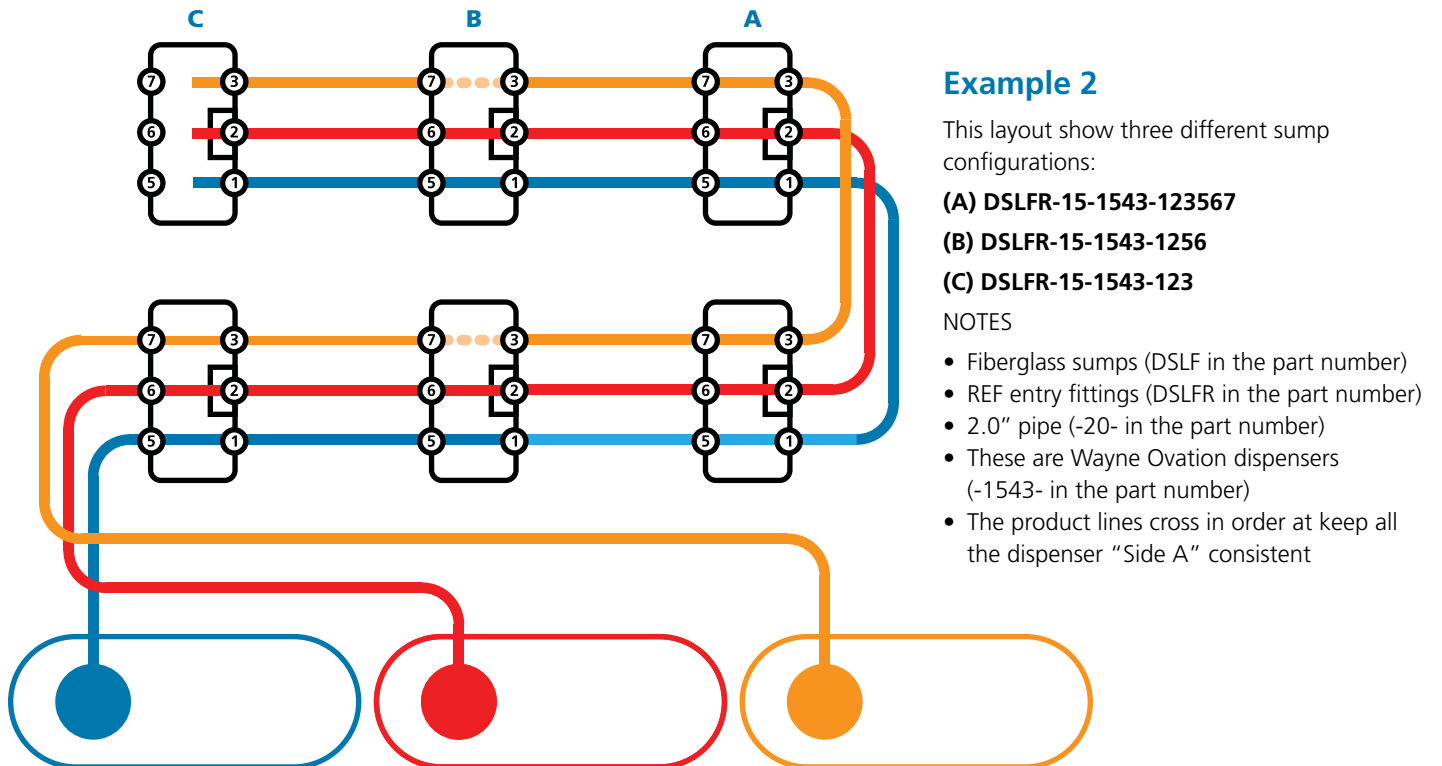 C B A
7 3 7 3 7 3
6 2 6 2 6 2
5 1 5 1 5 1
7 3 7 3 7 3
6 2 6 2 6 2
5 1 5 1 5 1
Example 2
This layout show three different sump
configurations:
(A) DSLFR-15-1543-123567
(B) DSLFR-15-1543-1256
(C) DSLFR-15-1543-123
NOTES
• Fiberglass sumps (DSLF in the part number)
• REF entry fittings (DSLFR in the part number)
• 2.0” pipe (-20- in the part number)
• These are Wayne Ovation dispensers
(-1543- in the part number)
• The product lines cross in order at keep all
the dispenser “Side A” consistent